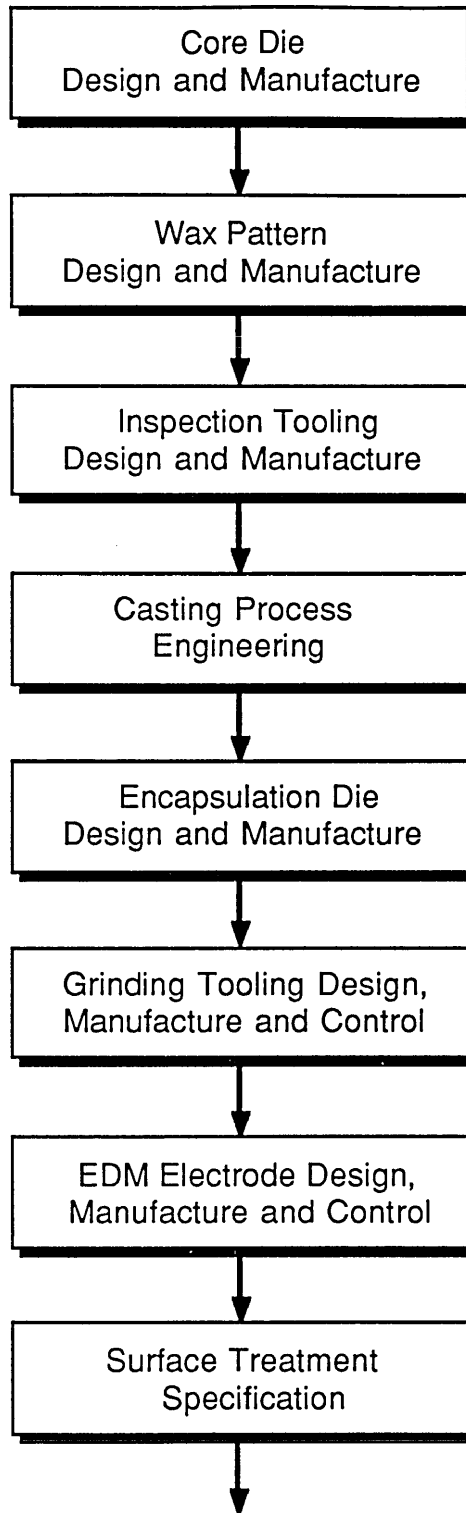 Core Die
Design and Manufacture
Wax Pattern
Design and Manufacture
Inspection Tooling
Design and Manufacture
Casting Process
Engineering
Encapsulation Die
Design and Manufacture
Grinding Tooling Design,
Manufacture and Control
EDM Electrode Design,
Manufacture and Control
Surface Treatment
Specification